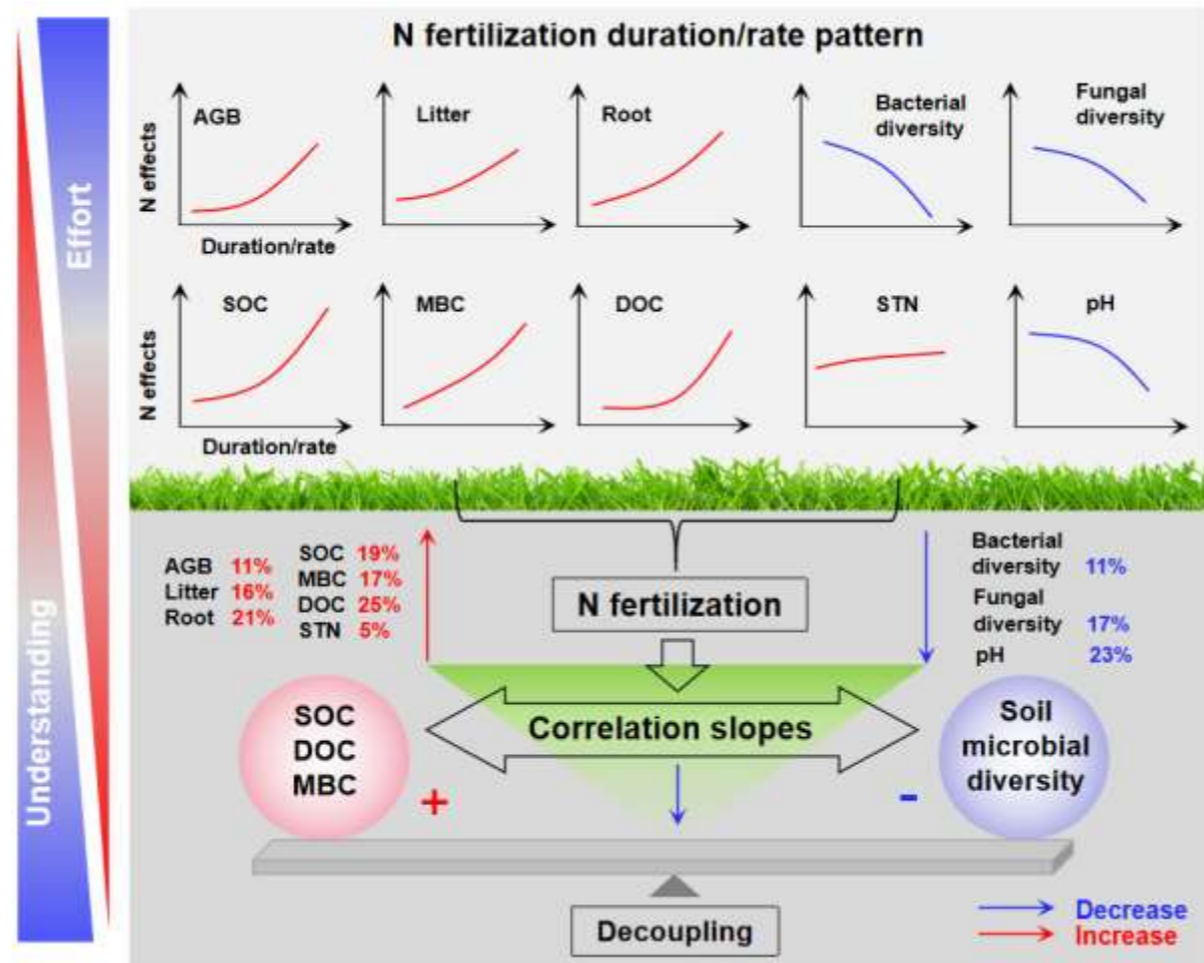 N fertilization duration/rate pattern
Effort
Understanding
AGB
N effects
Duration/rate
Litter
Root
Bacterial
diversity
Fungal
diversity
SOC
N effects
Duration/rate
MBC
DOC
STN
pH
AGB 11%
Litter 16%
Root 21%
SOC 19%
MBC 17%
DOC 25%
STN 5%
N fertilization
Bacterial
diversity 11%
Fungal
diversity 17%
pH 23%
SOC
DOC
MBC
+
Correlation slopes
-
Soil
microbial
diversity
Decoupling
Decrease
Increase